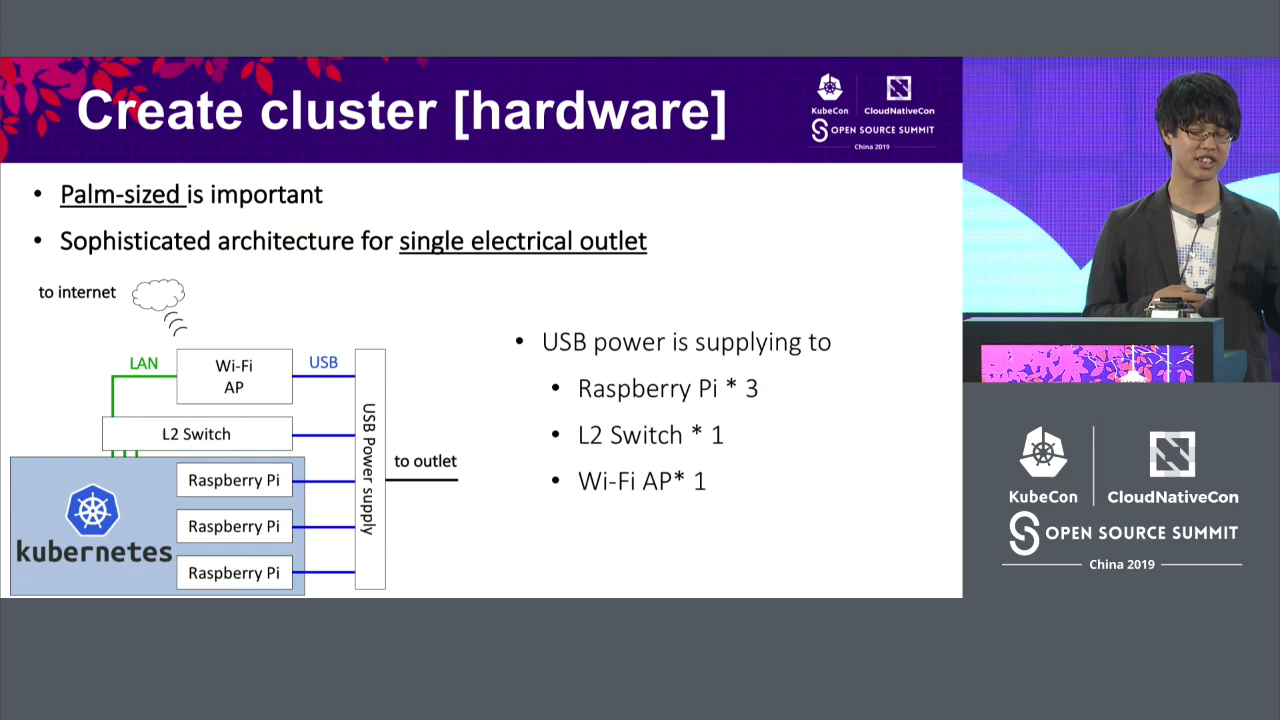 Create cluster [hardware]
KubeCon
CloudNativeCon
OPEN SOURCE SUMMIT
China 2019
• Palm-sized is important
• Sophisticated architecture for single electrical outlet
to internet
LAN
Wi-Fi
AP
USB
L2 Switch
Raspberry Pi
Raspberry Pi
Raspberry Pi
kubernetes
USB Power supply
to outlet
• USB power is supplying to
• Raspberry Pi * 3
• L2 Switch * 1
• Wi-Fi AP* 1
KubeCon
CloudNativeCon
OPEN SOURCE SUMMIT
China 2019